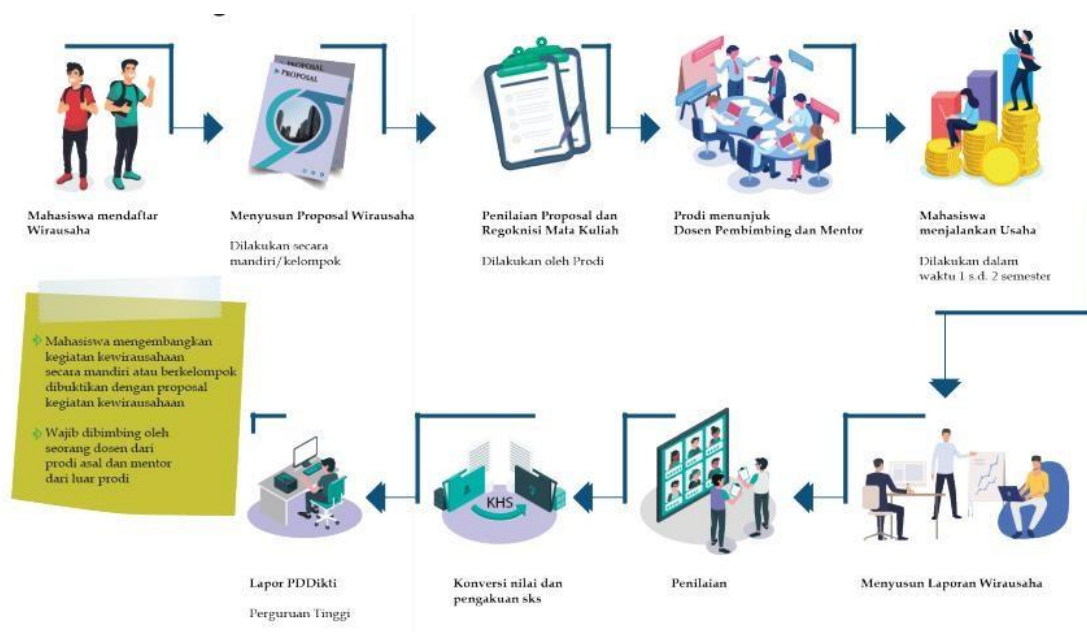 PROPOSAL
PROPOSAL
Mahasiswa mendaftar
Wirausaha
Menyusun Proposal Wirausaha
Dilakukan secara
mandiri/kelompok
Penilaian Proposal dan
Regoknisi Mata Kuliah
Dilakukan oleh Prodi
Prodi menunjuk
Dosen Pembimbing dan Mentor
Mahasiswa
menjalankan Usaha
Dilakukan dalam
waktu 1 s.d. 2 semester
Mahasiswa mengembangkan
kegiatan kewirausahaan
secara mandiri atau berkelompok
dibuktikan dengan proposal
kegiatan kewirausahaan
Wajib dibimbing oleh
seorang dosen dari
prodi asal dan mentor
dari luar prodi
KHS
Lapor PDDikti
Perguruan Tinggi
Konversi nilai dan
pengakuan sks
Penilaian
Menyusun Laporan Wirausaha